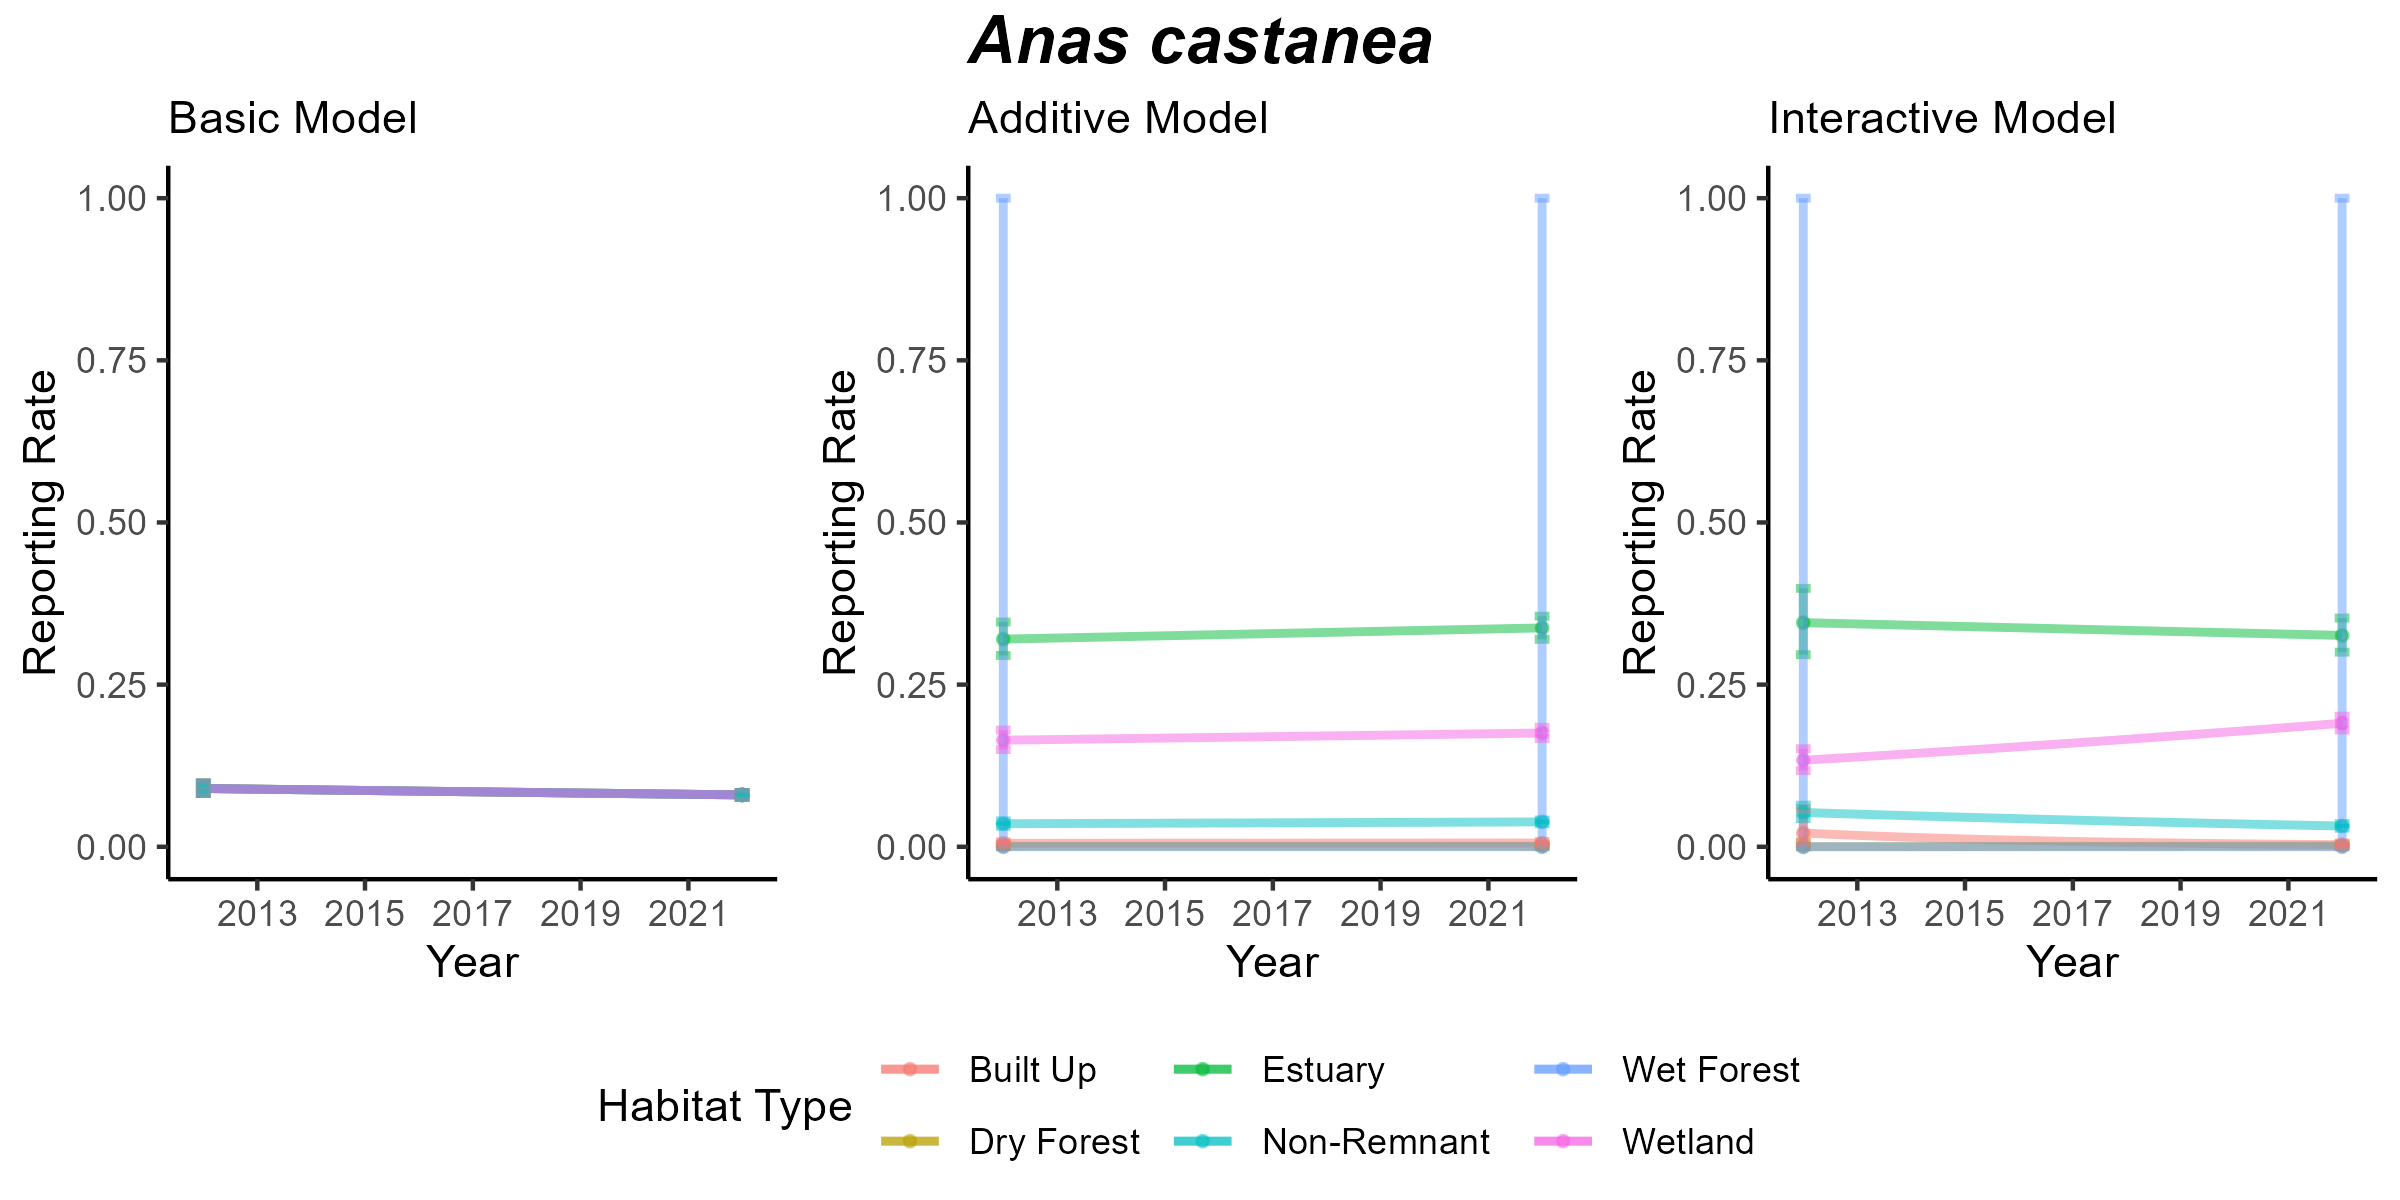 Anas castanea
Basic Model
Additive Model
Interactive Model
Reporting Rate
1.00
0.75
0.50
0.25
0.00
2013 2015 2017 2019 2021
Year
Reporting Rate
1.00
0.75
0.50
0.25
0.00
2013 2015 2017 2019 2021
Year
Reporting Rate
1.00
0.75
0.50
0.25
0.00
2013 2015 2017 2019 2021
Year
Habitat Type
Built Up
Estuary
Wet Forest
Dry Forest
Non-Remnant
Wetland